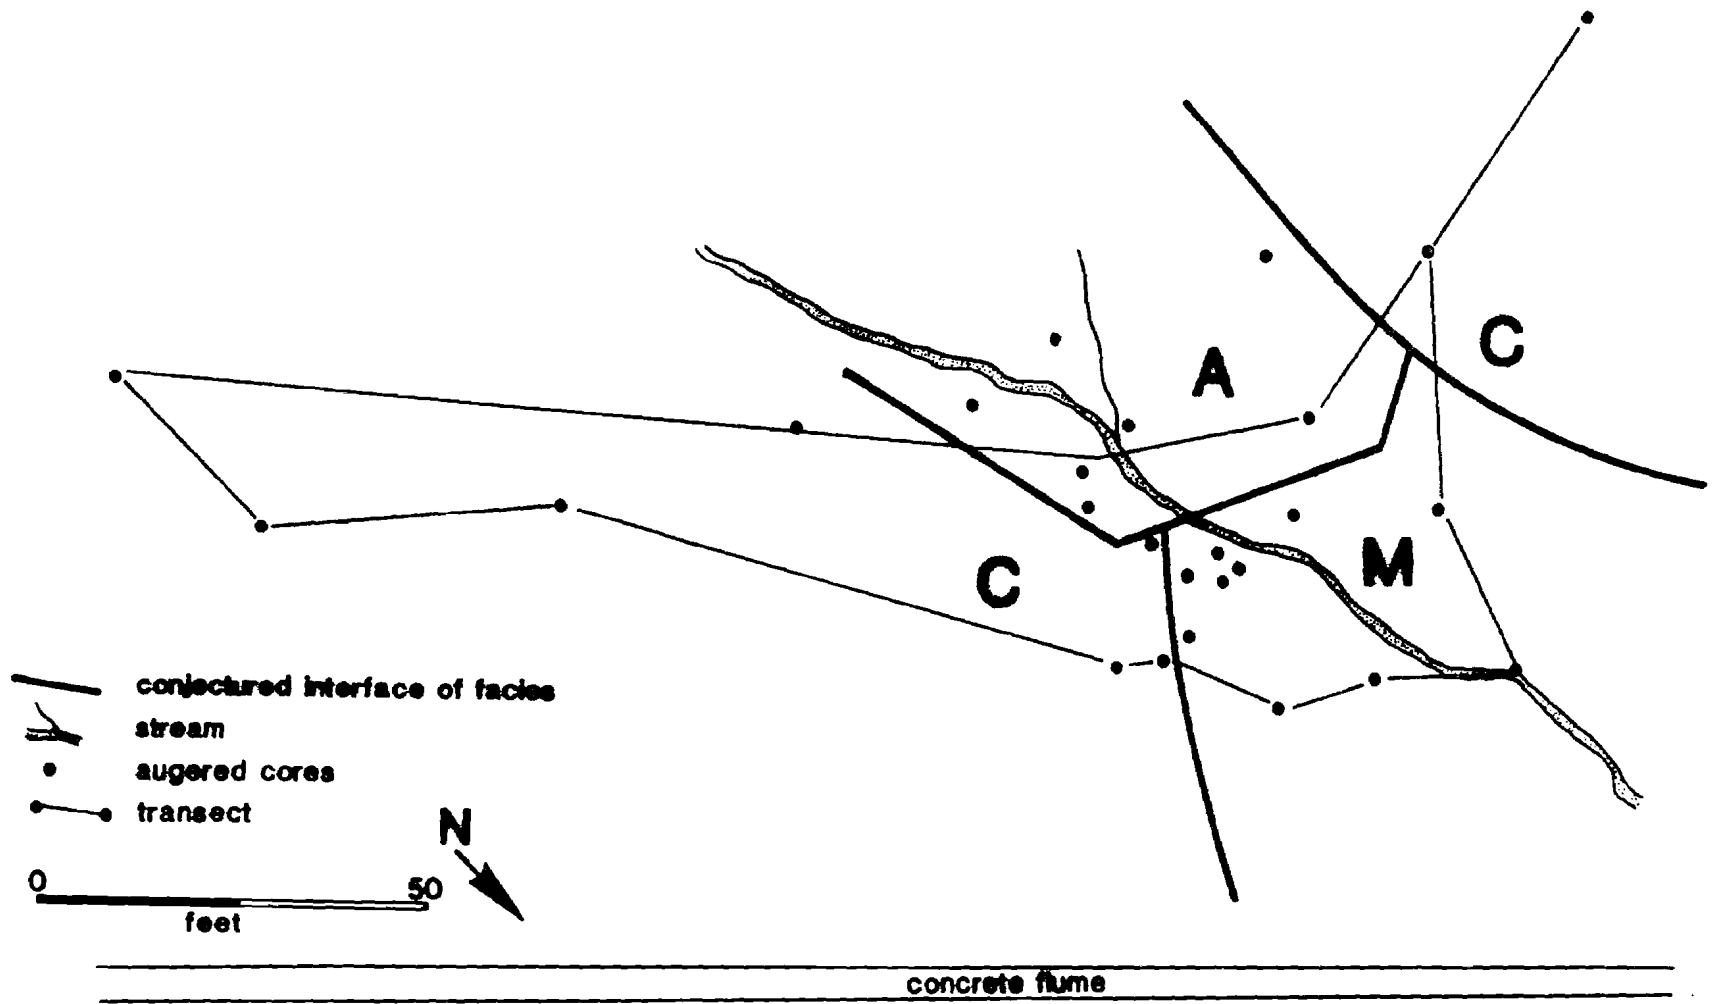 C
A
M
C
conjectured interface of facies
stream
augered cores
transect
N
0 50
feet
concrete flume